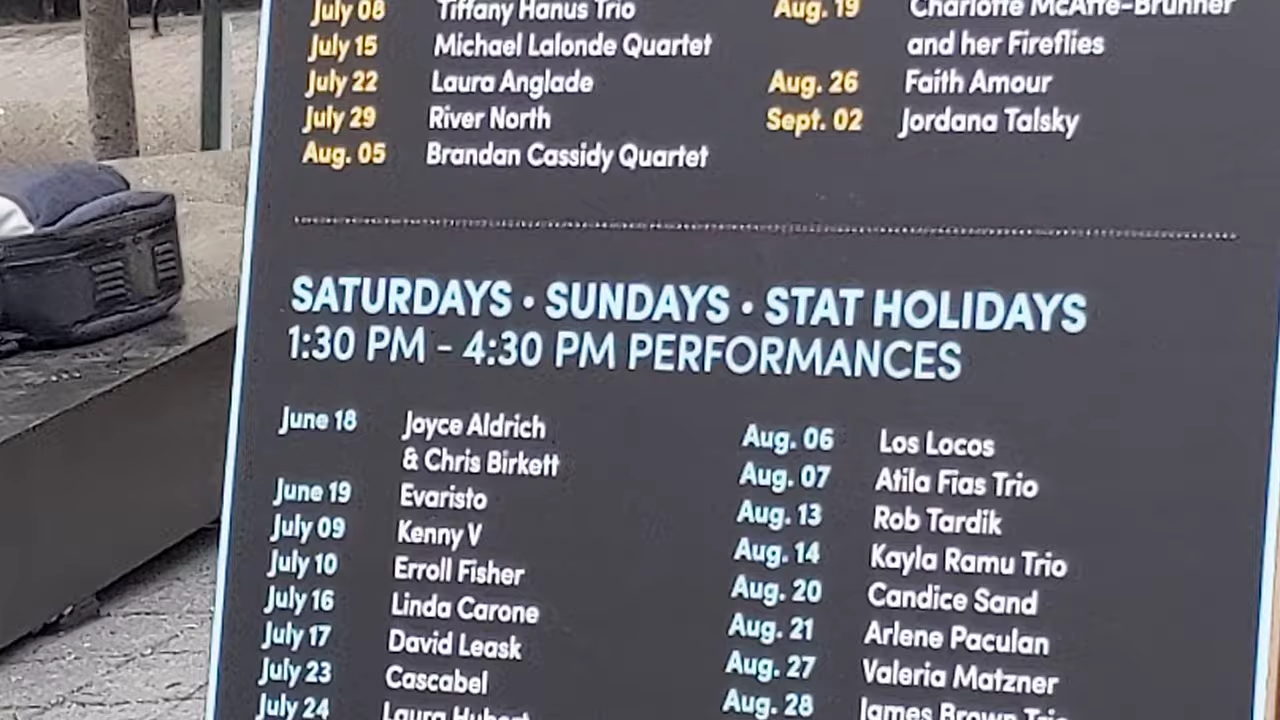 July 08 Tiffany Hanus Trio
July 15 Michael Lalonde Quartet
July 22 Laura Anglade
July 29 River North
Aug. 05 Brandan Cassidy Quartet
Aug. 19 Charlotte McAffe-Brunner
and her Fireflies
Aug. 26 Faith Amour
Sept. 02 Jordana Talsky
SATURDAYS • SUNDAYS • STAT HOLIDAYS
1:30 PM - 4:30 PM PERFORMANCES
June 18 Joyce Aldrich
& Chris Birkett
June 19 Evaristo
July 09 Kenny V
July 10 Erroll Fisher
July 16 Linda Carone
July 17 David Leask
July 23 Cascabel
July 24 Laura Hubert
Aug. 06 Los Locos
Aug. 07 Atila Fias Trio
Aug. 13 Rob Tardik
Aug. 14 Kayla Ramu Trio
Aug. 20 Candice Sand
Aug. 21 Arlene Paculan
Aug. 27 Valeria Matzner
Aug. 28 James Brown Trio